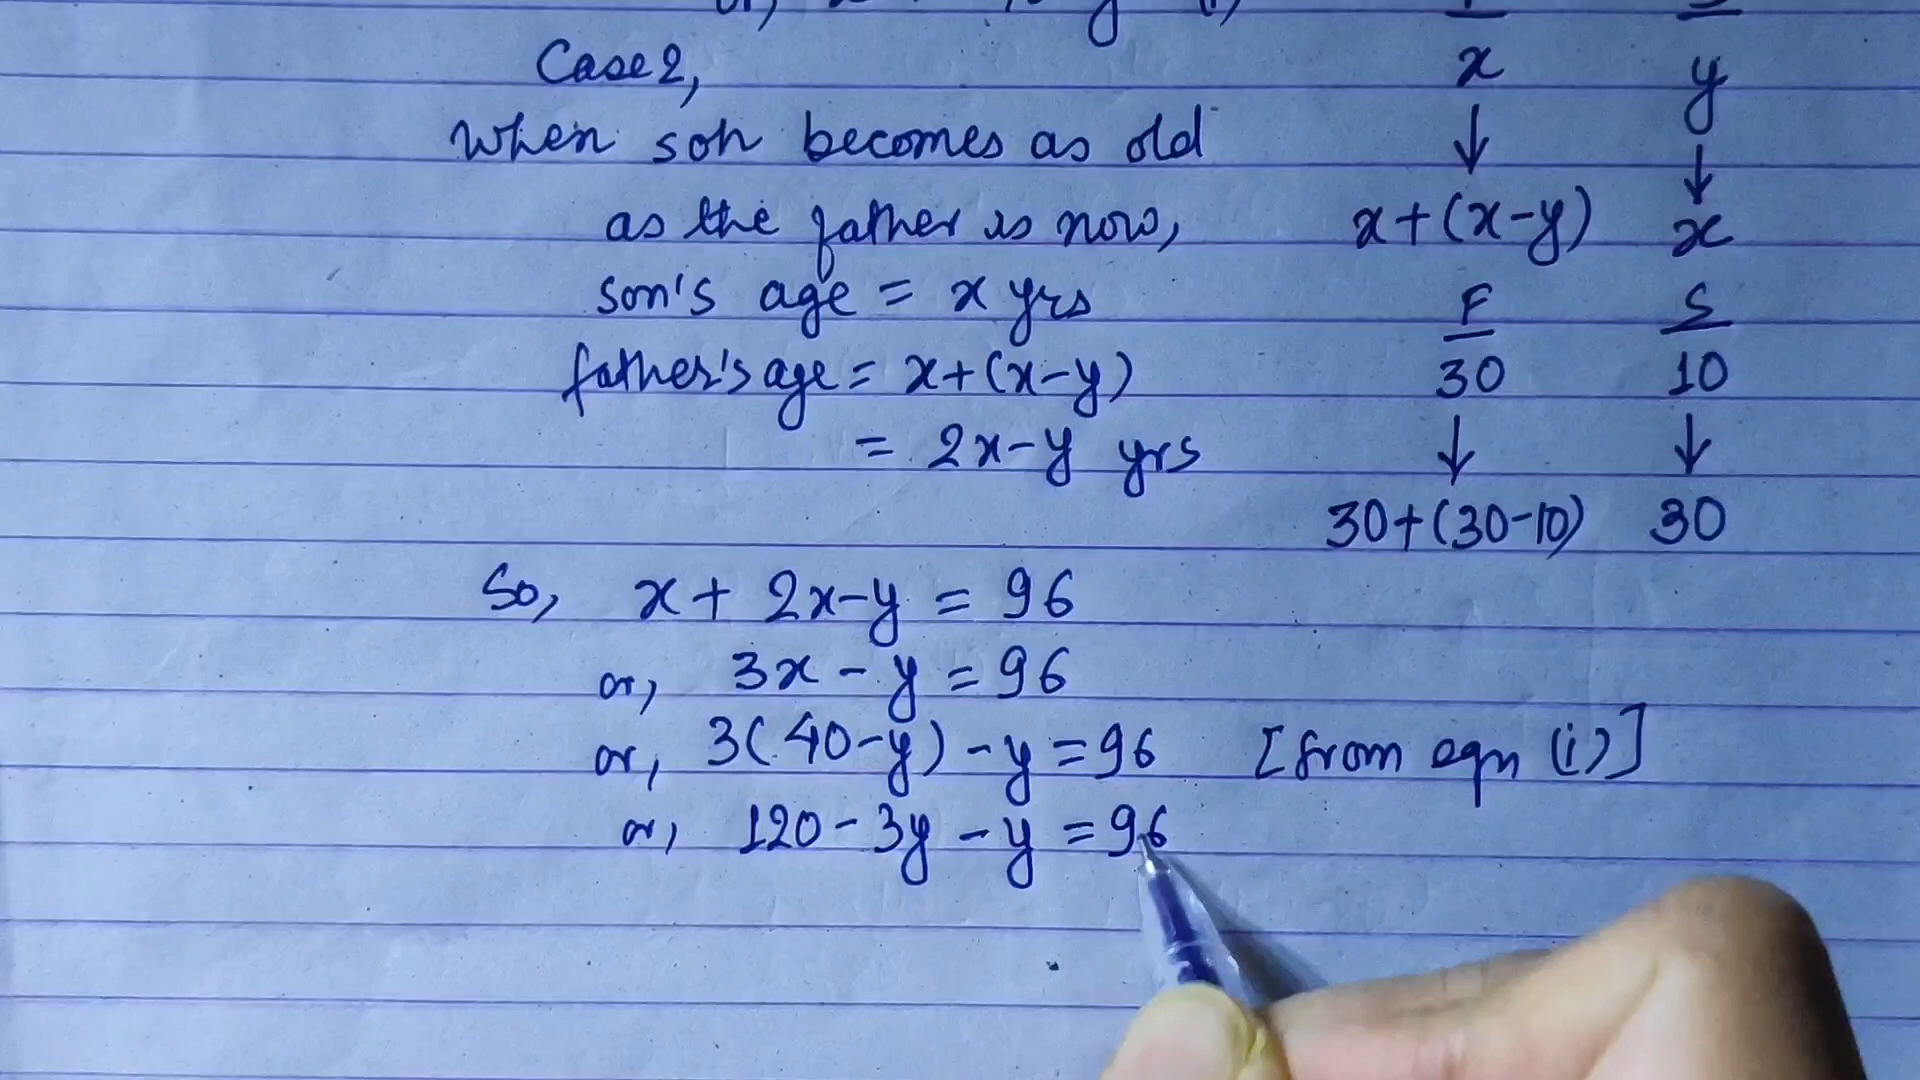 Case 2,
When son becomes as old
as the father is now,
son's age = x yrs
father's age = x+(x-y)
= 2x-y yrs
So, x + 2x-y = 96
or, 3x - y = 96
or, 3(40-y) - y = 96 [from eqn (i)]
or, 120 - 3y - y = 96
x y
↓ ↓
x+(x-y) x
F S
30 10
↓ ↓
30+(30-10) 30